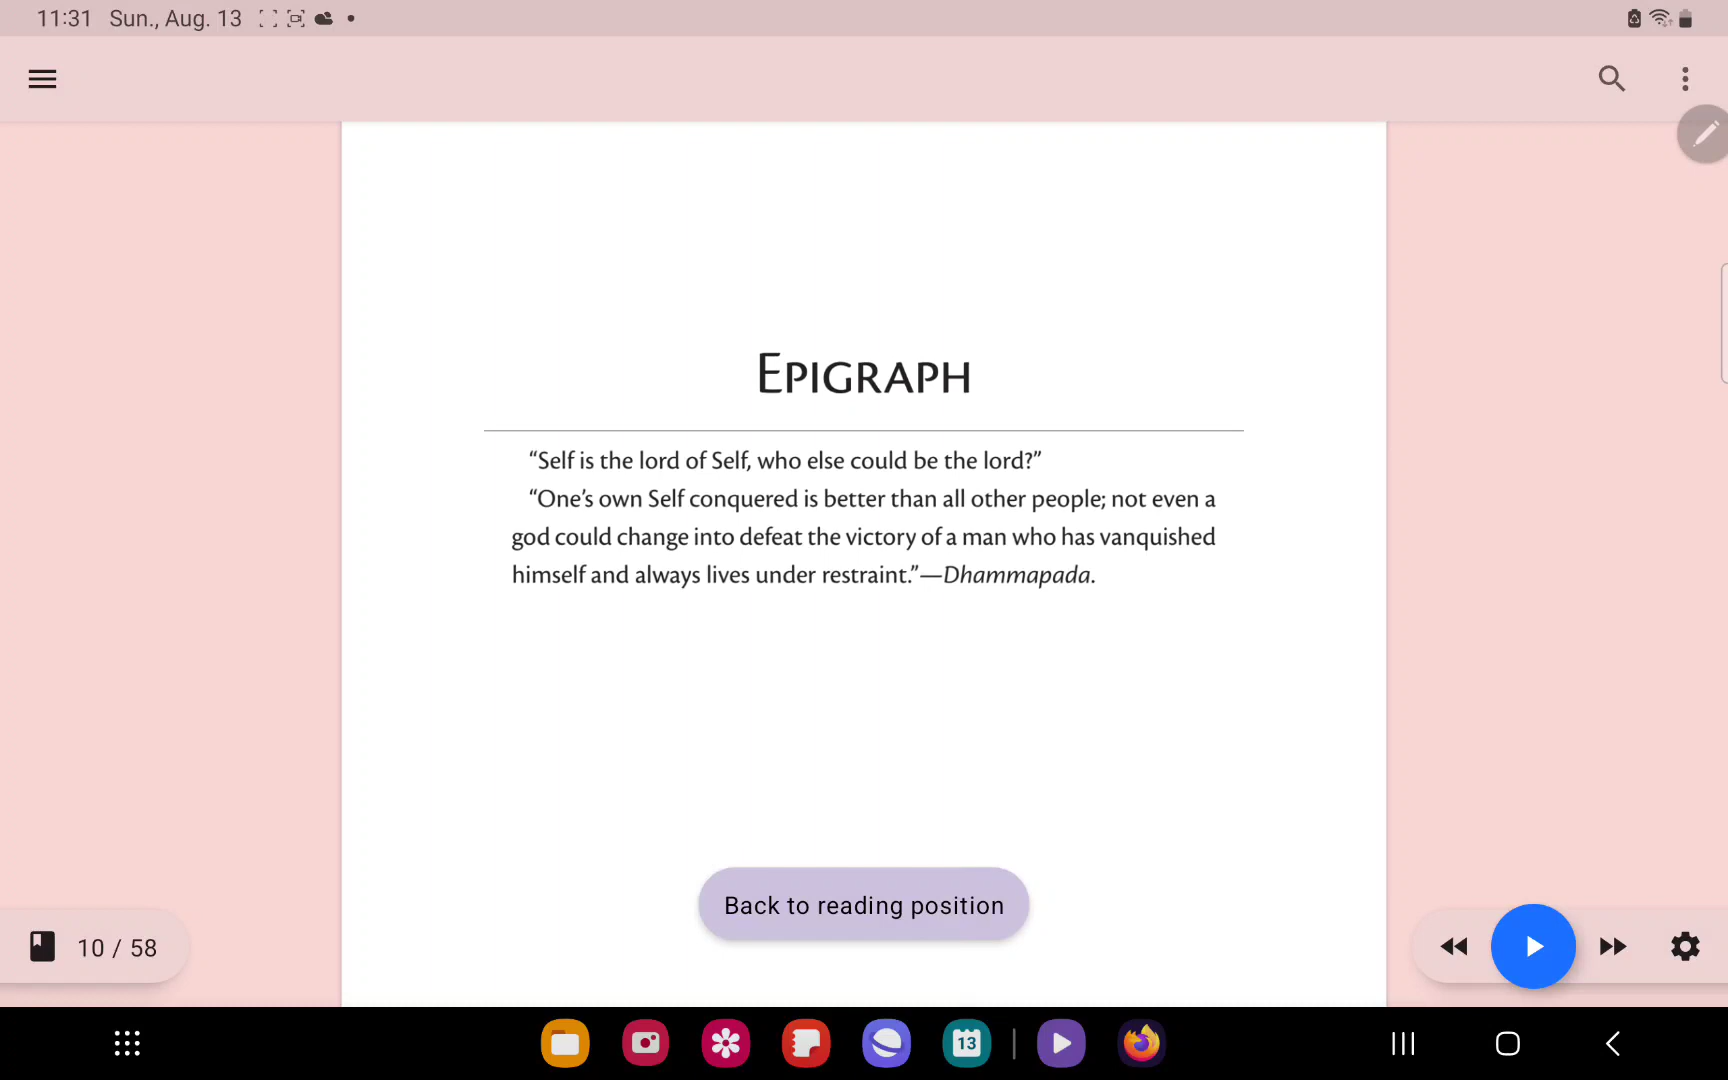 11:31 Sun., Aug. 13
EPIGRAPH
“Self is the lord of Self, who else could be the lord?”
“One’s own Self conquered is better than all other people; not even a
god could change into defeat the victory of a man who has vanquished
himself and always lives under restraint.”—Dhammapada.
Back to reading position
10 / 58
13